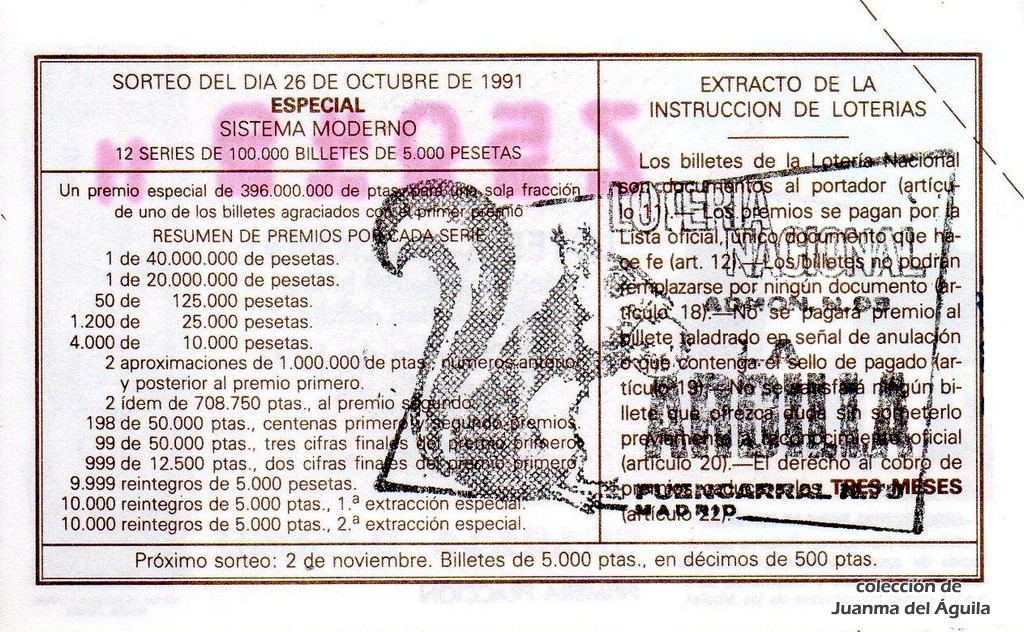 SORTEO DEL DIA 26 DE OCTUBRE DE 1991
ESPECIAL
SISTEMA MODERNO
12 SERIES DE 100.000 BILLETES DE 5.000 PESETAS
Un premio especial de 396.000.000 de ptas., para una sola fracción
de uno de los billetes agraciados con el primer premio
RESUMEN DE PREMIOS POR CADA SERIE
1 de 40.000.000 de pesetas.
1 de 20.000.000 de pesetas.
50 de 125.000 pesetas.
1.200 de 25.000 pesetas.
4.000 de 10.000 pesetas.
2 aproximaciones de 1.000.000 de ptas., números anterior
y posterior al premio primero.
2 ídem de 708.750 ptas., al premio segundo.
198 de 50.000 ptas., centenas primer y segundo premios
99 de 50.000 ptas., tres cifras finales del premio primero
999 de 12.500 ptas., dos cifras finales del premio primero
9.999 reintegros de 5.000 pesetas.
10.000 reintegros de 5.000 ptas., 1.ª extracción especial.
10.000 reintegros de 5.000 ptas., 2.ª extracción especial.
EXTRACTO DE LA
INSTRUCCION DE LOTERIAS
Los billetes de la Lotería Nacional
son documentos al portador (artícu-
lo 6).—Los premios se pagan por la
Lista oficial, único documento que ha-
ce fe (art. 12).—Los billetes no podrán
remplazarse por ningún documento (ar-
tículo 18).—No se pagará premio al
billete taladrado en señal de anulación
o que contenga el sello de pagado (ar-
tículo 19).—No se satisfará ningún bi-
llete que ofrezca duda sin someterlo
previamente a reconocimiento oficial
(artículo 20).—El derecho al cobro de
premios caduca a los TRES MESES
(artículo 22).
LOTERIA
NACIONAL
ADMON. N.
LA
ARDILLA
FUENCARRAL
MADRID
Próximo sorteo: 2 de noviembre. Billetes de 5.000 ptas., en décimos de 500 ptas.
colección de
Juanma del Águila